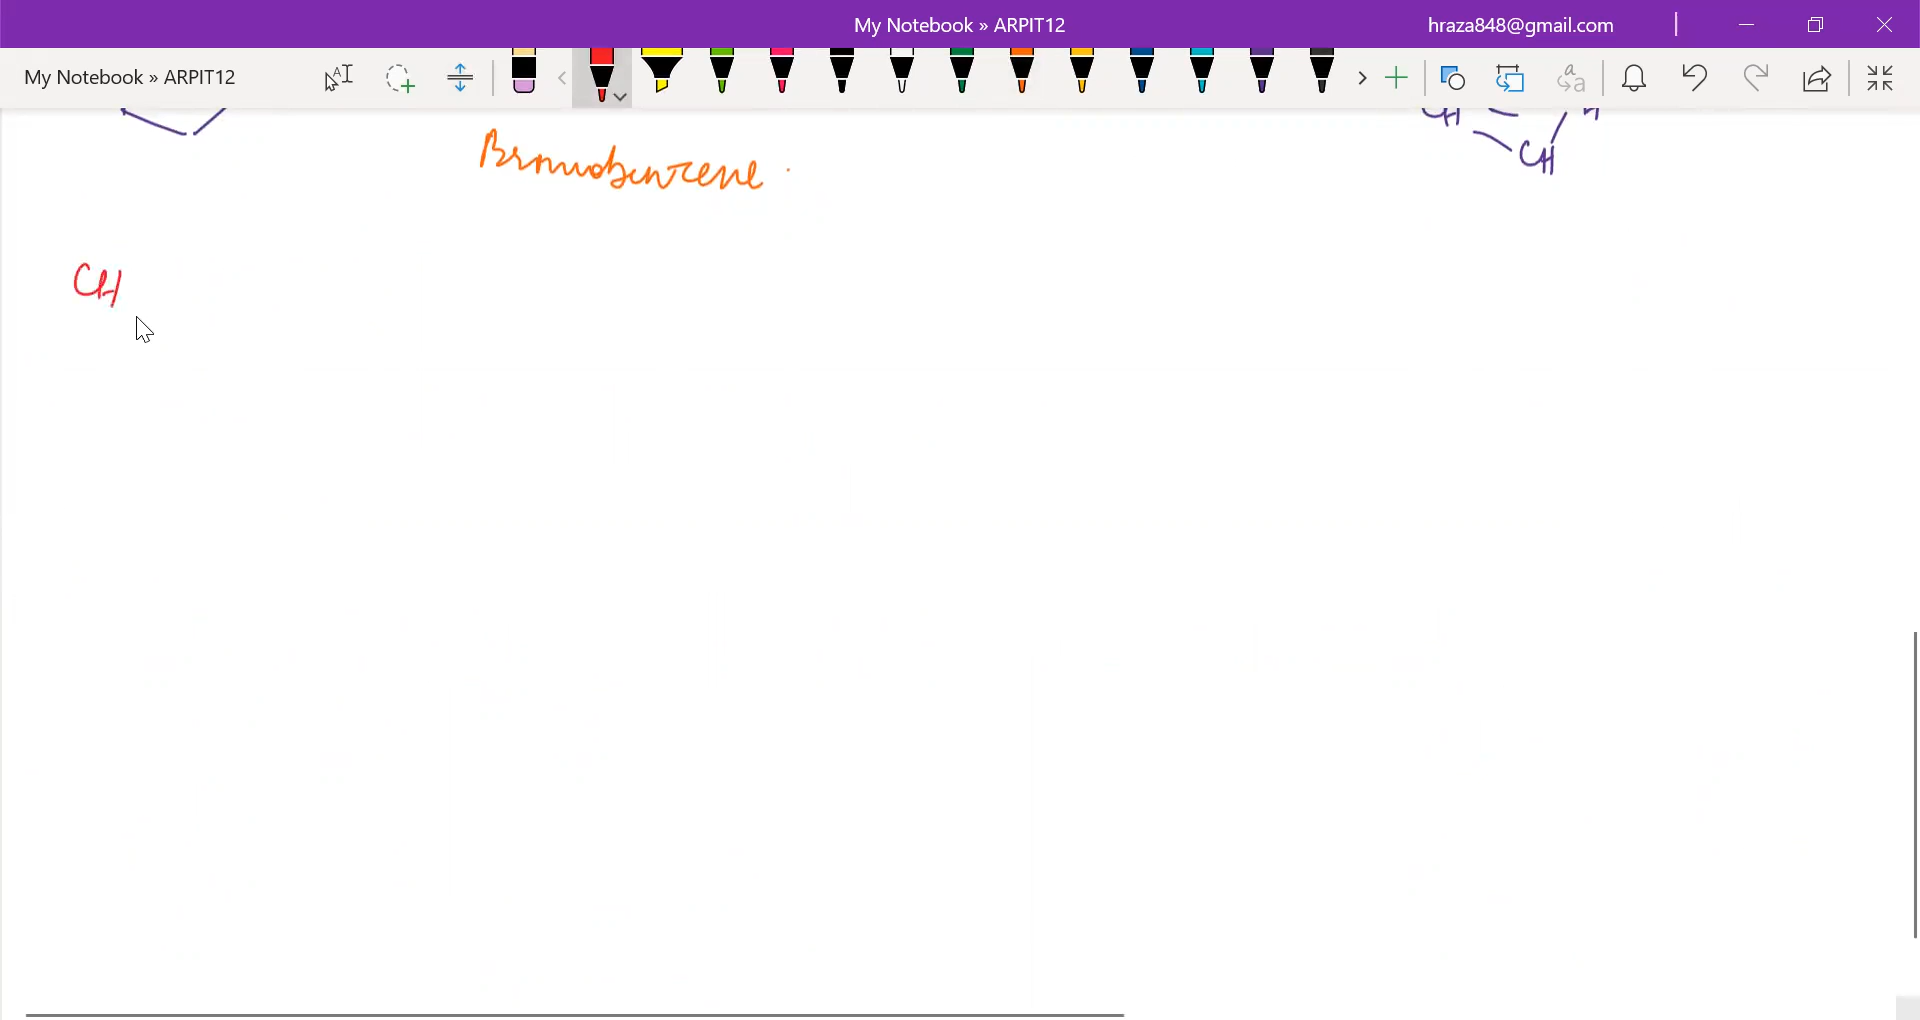 My Notebook » ARPIT12
hraza848@gmail.com
My Notebook » ARPIT12
CH
CH
Bromobenzene
CH